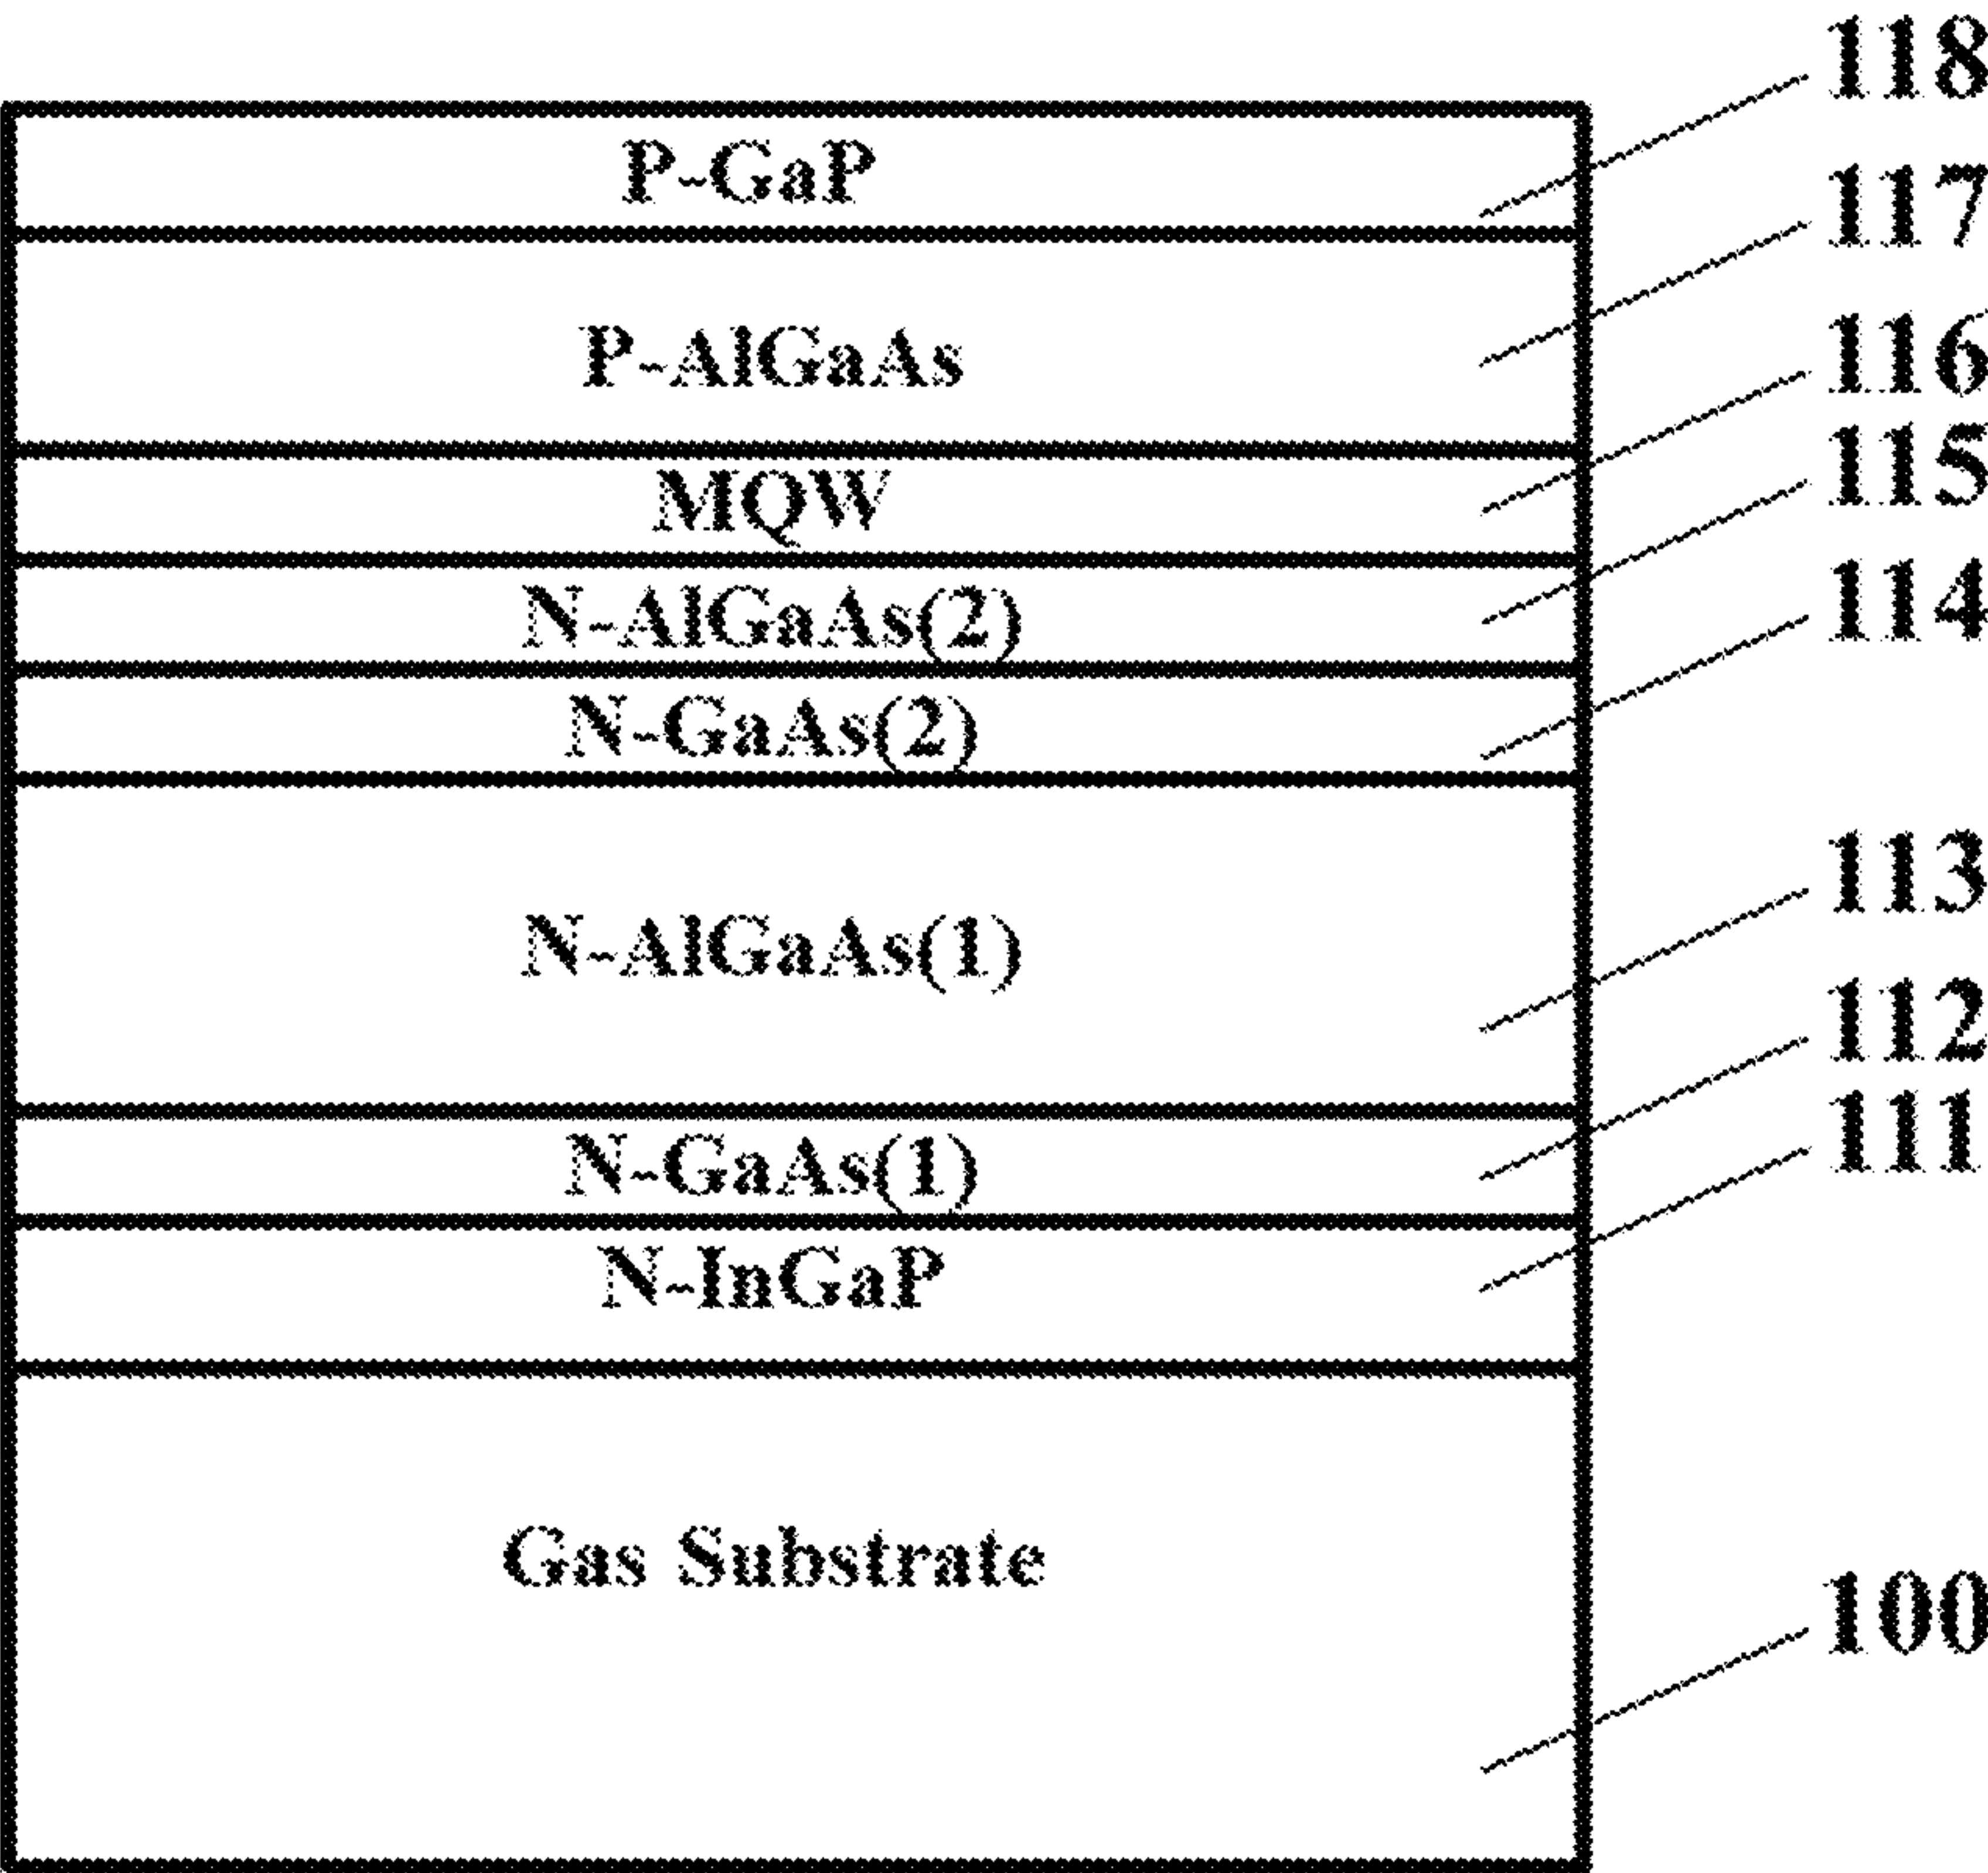 118
P-GaP
117
P-AlGaAs
116
MQW
115
N-AlGaAs(2)
114
N-GaAs(2)
113
N-AlGaAs(1)
112
N-GaAs(1)
111
N-InGaP
Gas Substrate
100